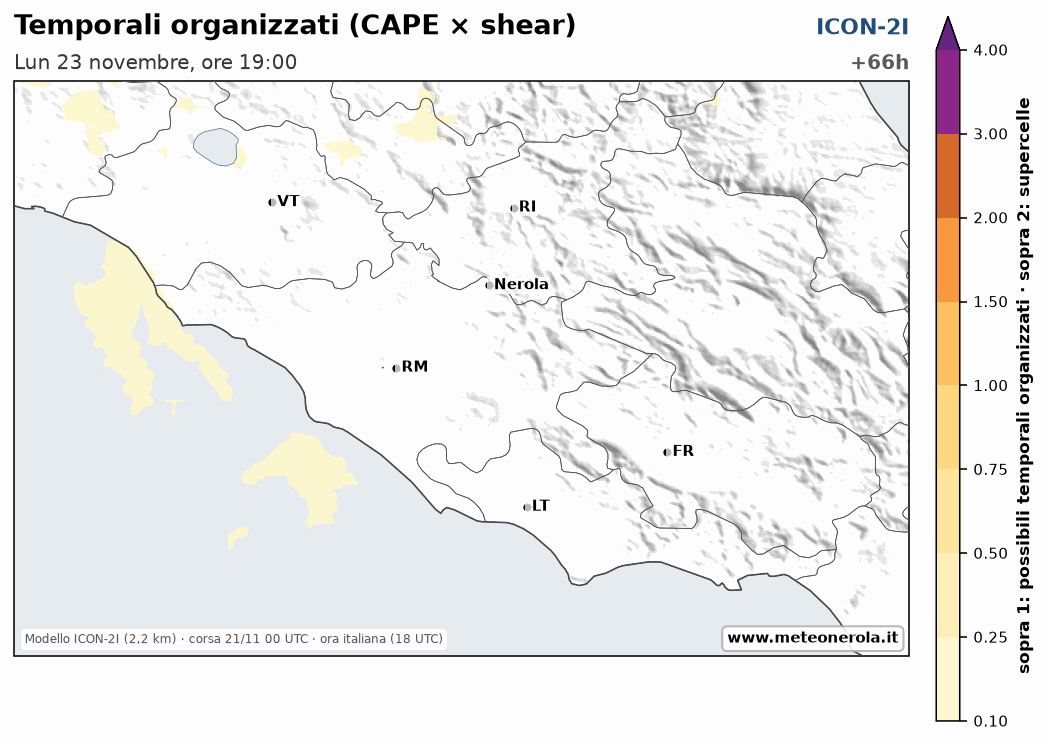 Temporali organizzati (CAPE × shear)
ICON-2I
Lun 23 novembre, ore 19:00
+66h
VT
RI
Nerola
RM
FR
LT
Modello ICON-2I (2,2 km) · corsa 21/11 00 UTC · ora italiana (18 UTC)
www.meteonerola.it
4.00
3.00
2.00
1.50
1.00
0.75
0.50
0.25
0.10
sopra 1: possibili temporali organizzati · sopra 2: supercelle